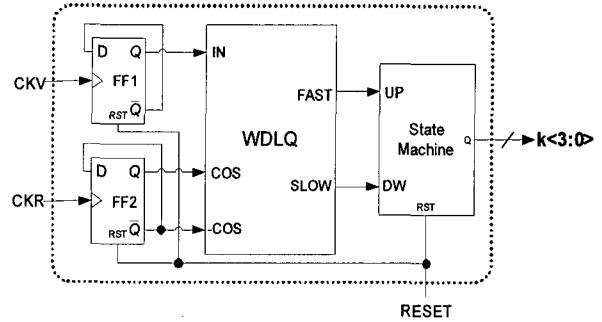 D Q
IN
CKV
FF1
RST Q̅
FAST
UP
WDLQ
State
Machine
Q
k<3:0>
D Q
COS
SLOW
DW
CKR
FF2
RST Q̅
-COS
RST
RESET